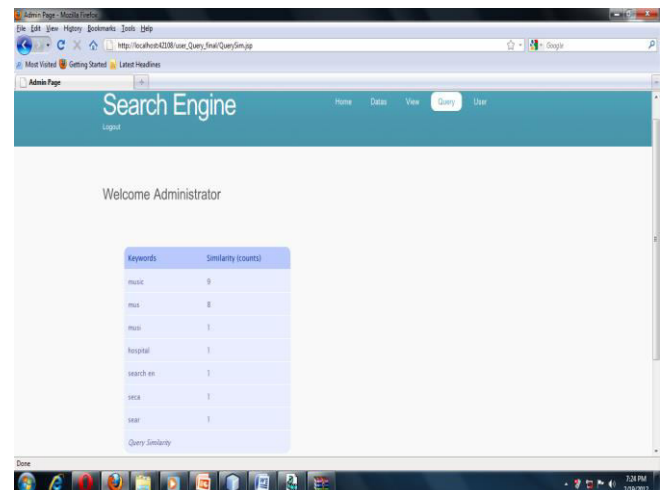 Admin Page - Mozilla Firefox
File Edit View History Bookmarks Tools Help
http://localhost:42108/user_Query_final/QuerySim.jsp
Google
Most Visited Getting Started Latest Headlines
Admin Page
Search Engine
Home Datas View Query User
Logout
Welcome Administrator
Keywords Similarity (counts)
music 9
mus 8
musi 1
hospital 1
search en 1
seca 1
sear 1
Query Similarity
Done
7:24 PM